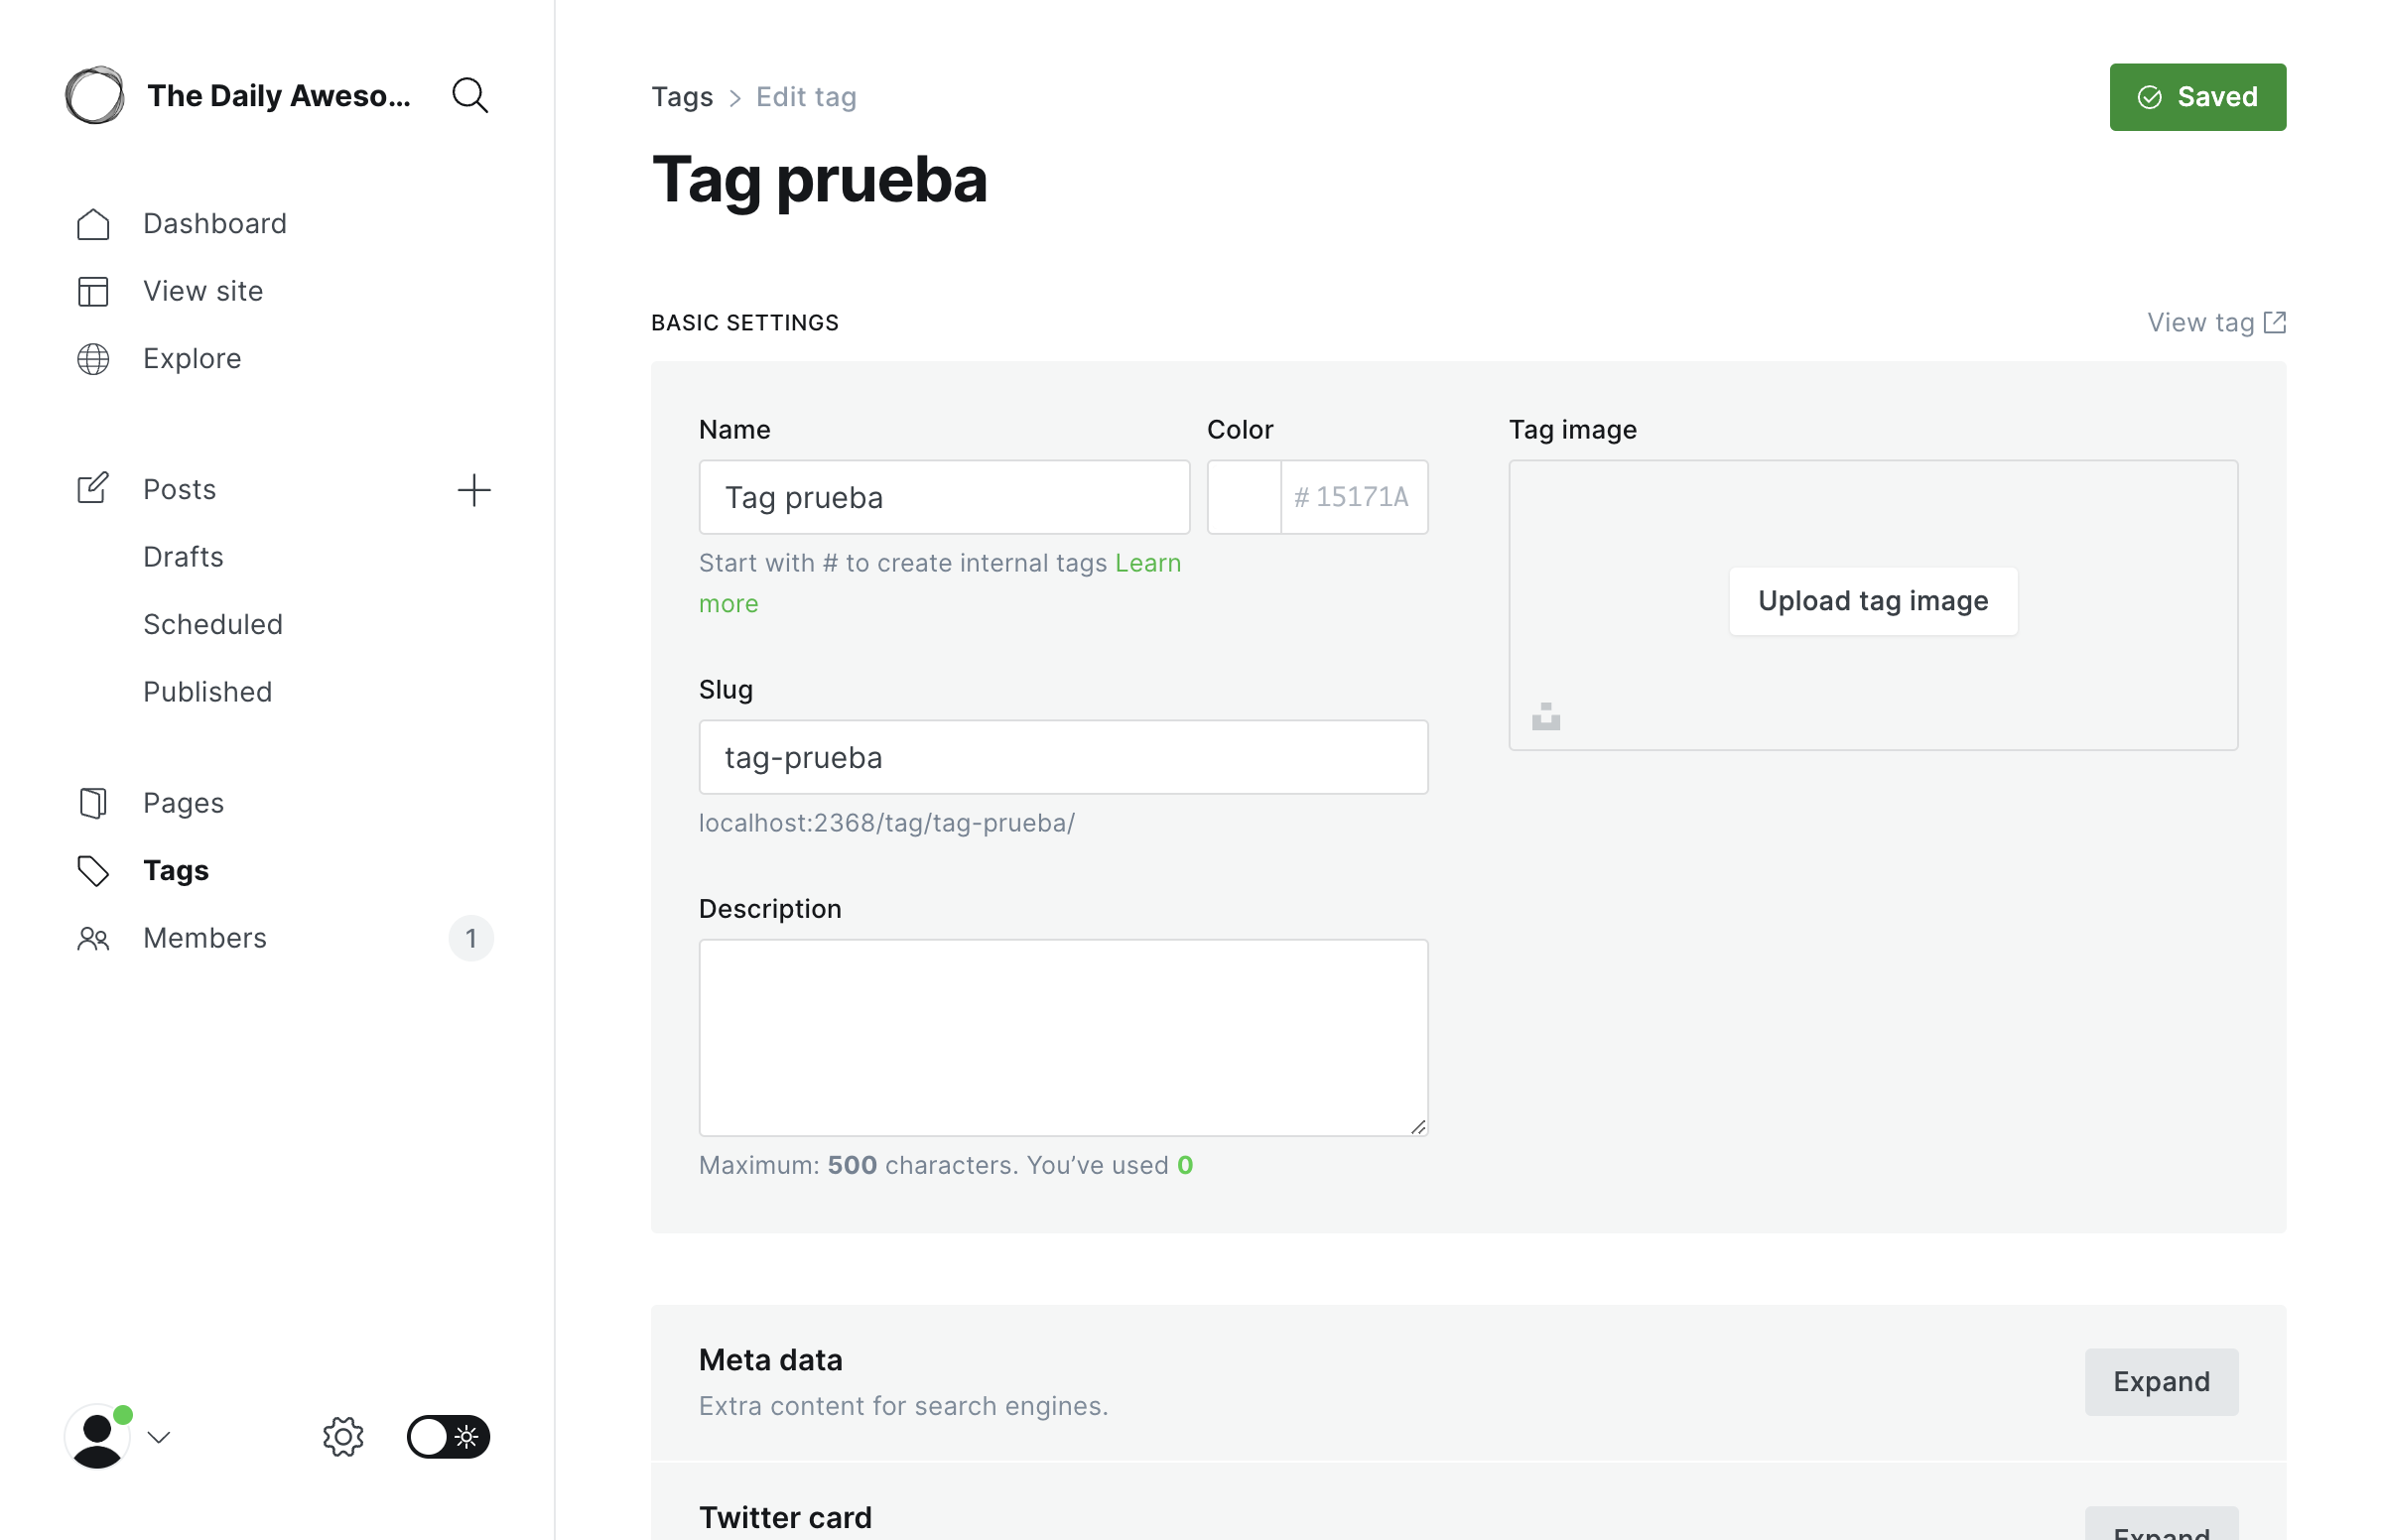 The Daily Aweso...
Dashboard
View site
Explore
Posts
Drafts
Scheduled
Published
Pages
Tags
Members 1
Tags > Edit tag
Saved
Tag prueba
BASIC SETTINGS
View tag
Name
Tag prueba
Start with # to create internal tags Learn
more
Color
# 15171A
Slug
tag-prueba
localhost:2368/tag/tag-prueba/
Description
Maximum: 500 characters. You’ve used 0
Tag image
Upload tag image
Meta data
Extra content for search engines.
Expand
Twitter card
Expand